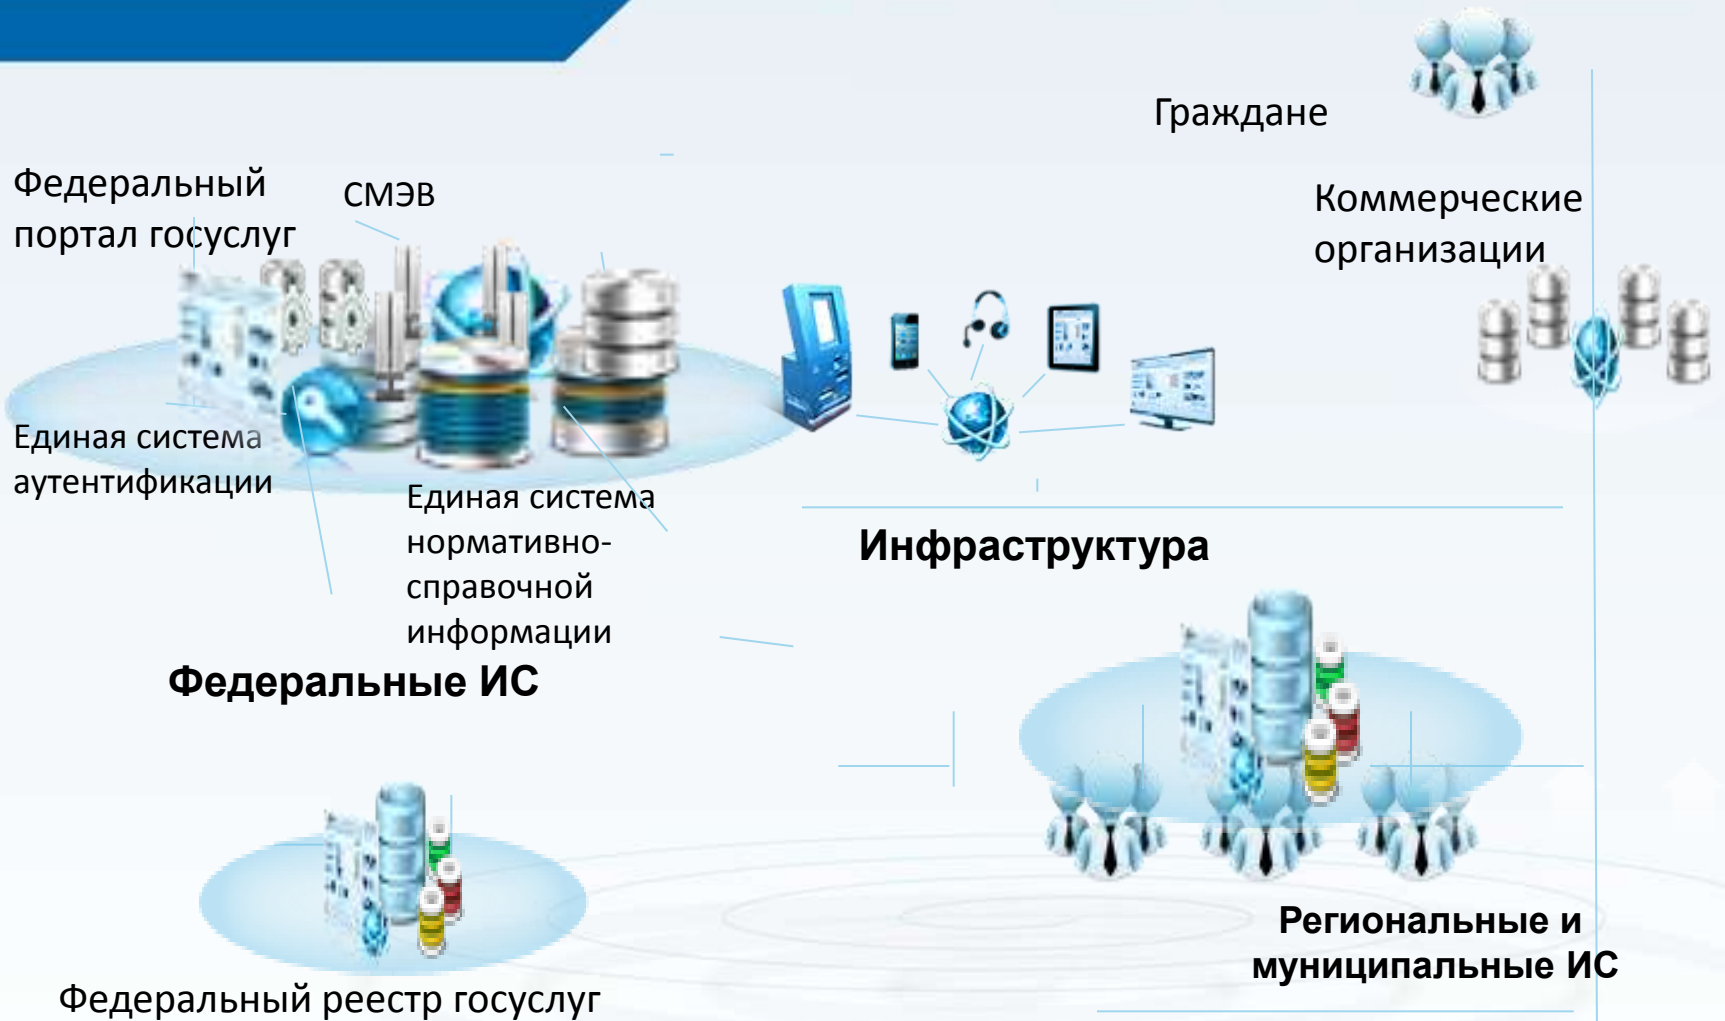 Граждане
Федеральный
портал госуслуг
СМЭВ
Коммерческие
организации
Единая система
аутентификации
Единая система
нормативно-
справочной
информации
Инфраструктура
Федеральные ИС
Региональные и
муниципальные ИС
Федеральный реестр госуслуг